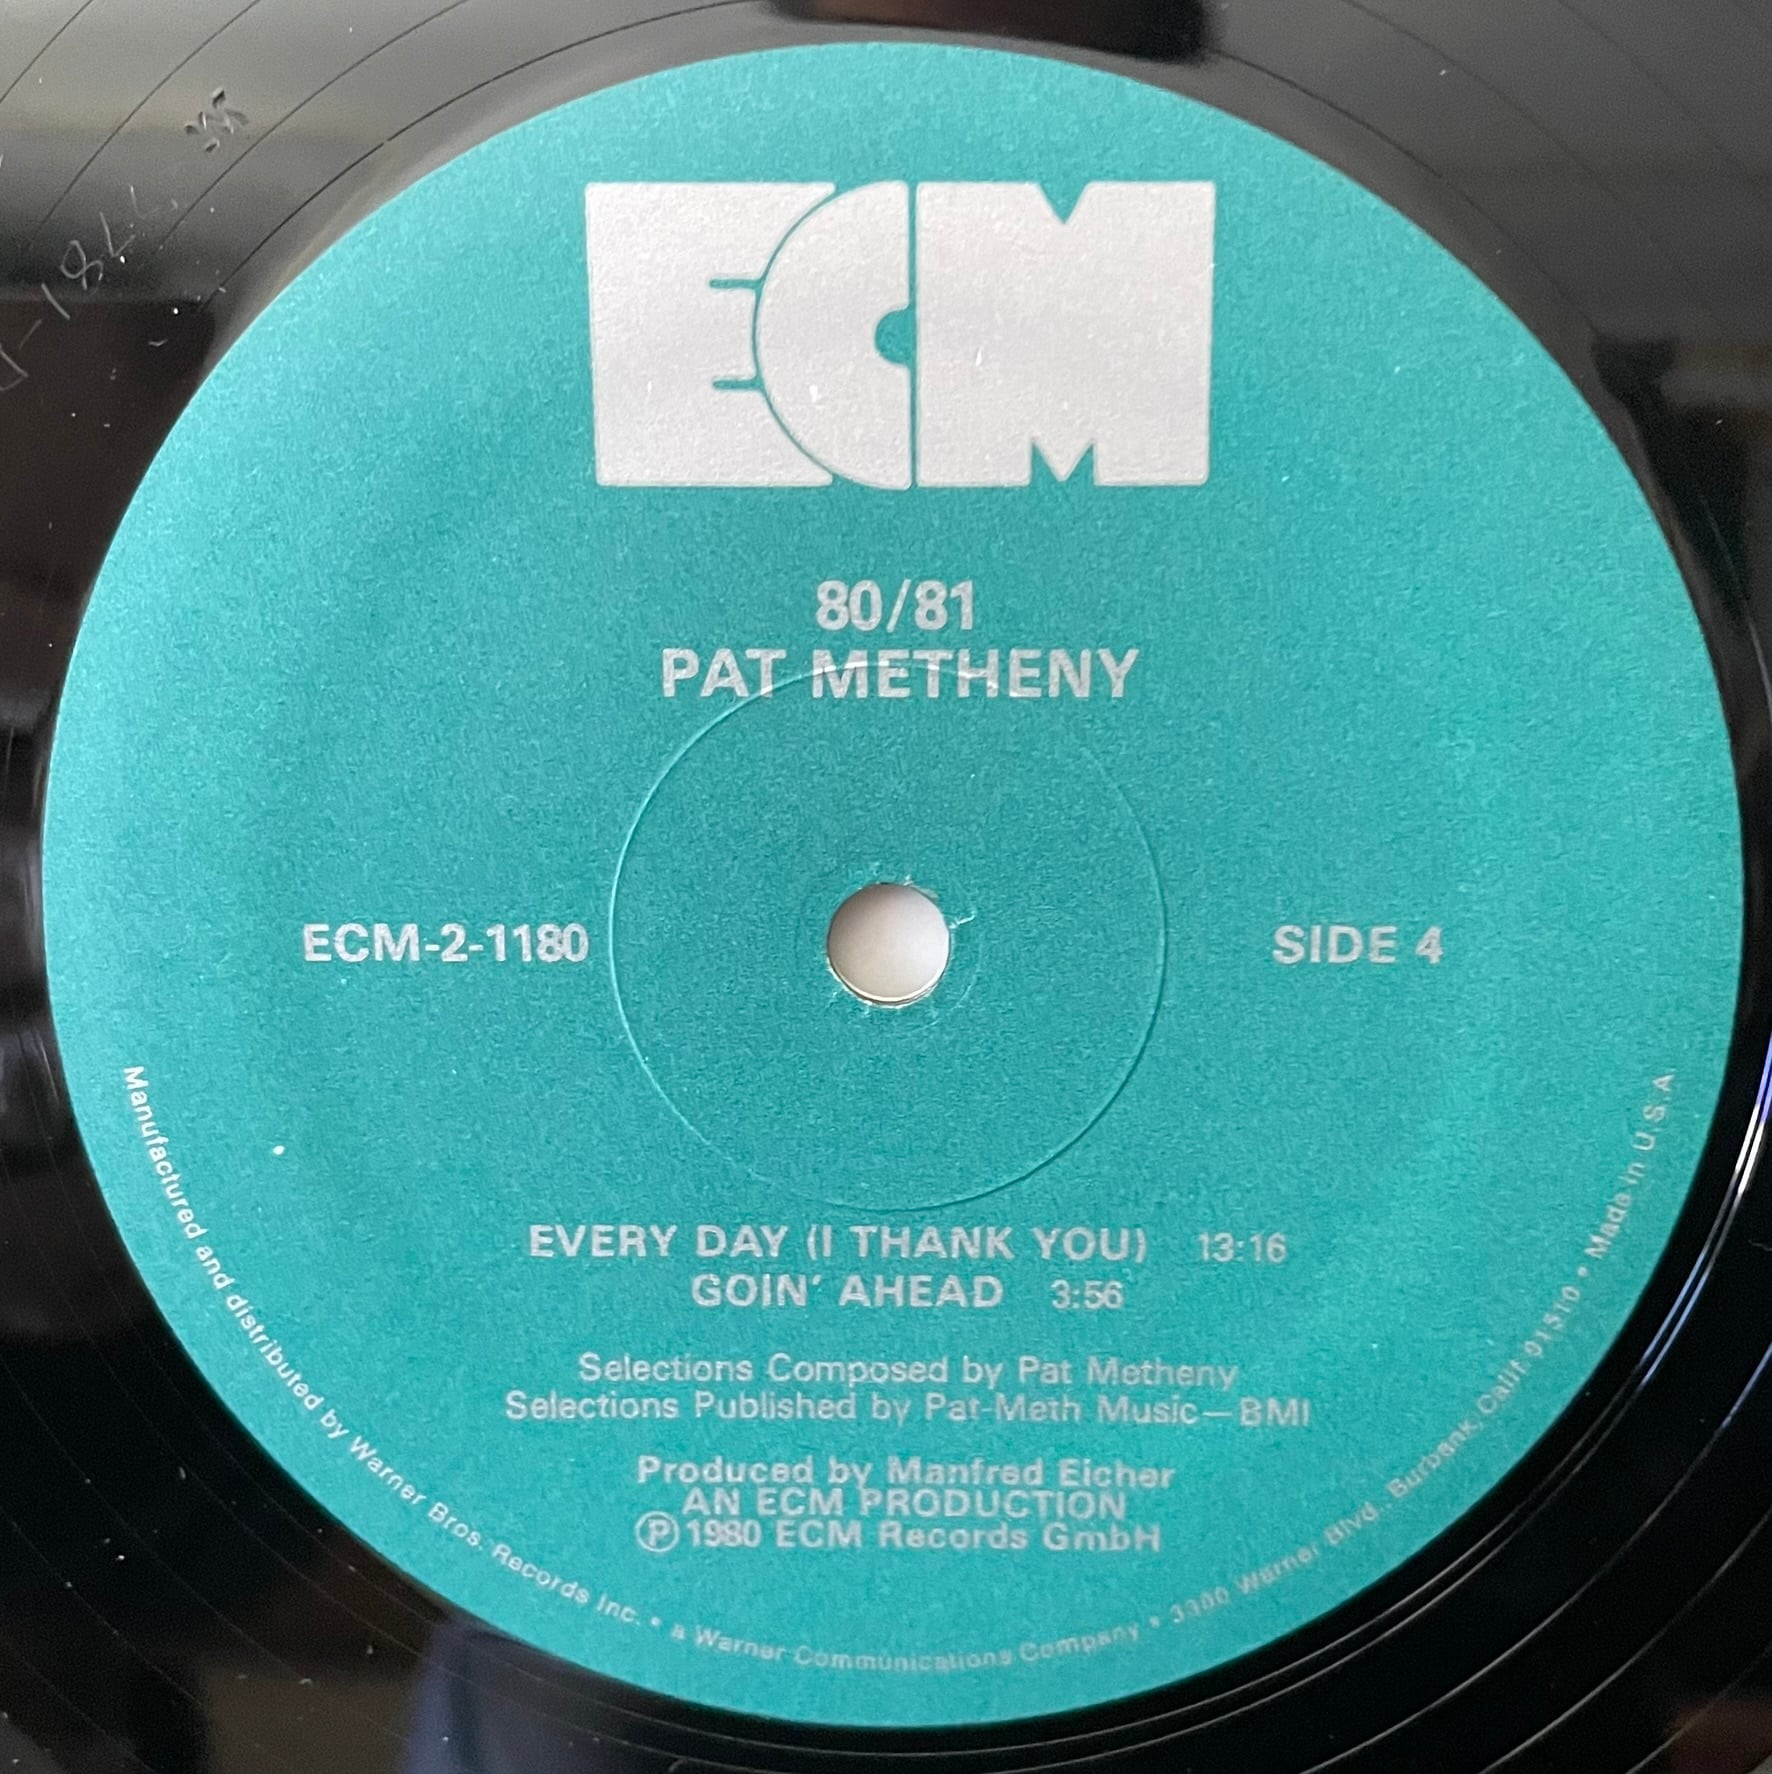 ECM
80/81
PAT METHENY
ECM-2-1180
SIDE 4
EVERY DAY (I THANK YOU) 13:16
GOIN' AHEAD 3:56
Selections Composed by Pat Metheny
Selections Published by Pat-Meth Music—BMI
Produced by Manfred Eicher
AN ECM PRODUCTION
Ⓟ 1980 ECM Records GmbH
Manufactured and distributed by Warner Bros. Records Inc. • a Warner Communications Company • 3300 Warner Blvd., Burbank, Calif. 91510 • Made in U.S.A.